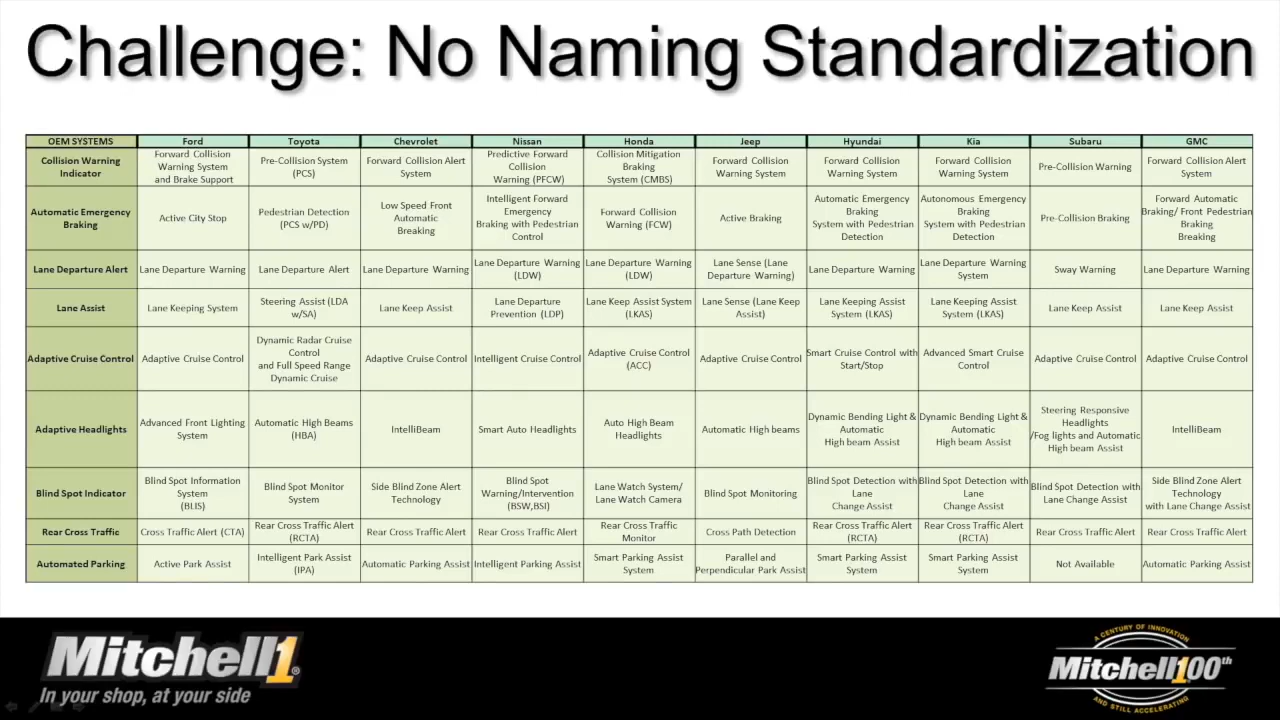 Challenge: No Naming Standardization
OEM SYSTEMS Ford Toyota Chevrolet Nissan Honda Jeep Hyundai Kia Subaru GMC
Collision Warning
Indicator
Forward Collision
Warning System
and Brake Support
Pre-Collision System
(PCS)
Forward Collision Alert
System
Predictive Forward
Collision
Warning (PFCW)
Collision Mitigation
Braking
System (CMBS)
Forward Collision
Warning System
Forward Collision
Warning System
Forward Collision
Warning System
Pre-Collision Warning
Forward Collision Alert
System
Automatic Emergency
Braking
Active City Stop
Pedestrian Detection
(PCS w/PD)
Low Speed Front
Automatic
Breaking
Intelligent Forward
Emergency
Braking with Pedestrian
Control
Forward Collision
Warning (FCW)
Active Braking
Automatic Emergency
Braking
System with Pedestrian
Detection
Autonomous Emergency
Braking
System with Pedestrian
Detection
Pre-Collision Braking
Forward Automatic
Braking/ Front Pedestrian
Braking
Breaking
Lane Departure Alert
Lane Departure Warning
Lane Departure Alert
Lane Departure Warning
Lane Departure Warning
(LDW)
Lane Departure Warning
(LDW)
Lane Sense (Lane
Departure Warning)
Lane Departure Warning
Lane Departure Warning
System
Sway Warning
Lane Departure Warning
Lane Assist
Lane Keeping System
Steering Assist (LDA
w/SA)
Lane Keep Assist
Lane Departure
Prevention (LDP)
Lane Keep Assist System
(LKAS)
Lane Sense (Lane Keep
Assist)
Lane Keeping Assist
System (LKAS)
Lane Keeping Assist
System (LKAS)
Lane Keep Assist
Lane Keep Assist
Adaptive Cruise Control
Adaptive Cruise Control
Dynamic Radar Cruise
Control
and Full Speed Range
Dynamic Cruise
Adaptive Cruise Control
Intelligent Cruise Control
Adaptive Cruise Control
(ACC)
Adaptive Cruise Control
Smart Cruise Control with
Start/Stop
Advanced Smart Cruise
Control
Adaptive Cruise Control
Adaptive Cruise Control
Adaptive Headlights
Advanced Front Lighting
System
Automatic High Beams
(HBA)
IntelliBeam
Smart Auto Headlights
Auto High Beam
Headlights
Automatic High beams
Dynamic Bending Light &
Automatic
High beam Assist
Dynamic Bending Light &
Automatic
High beam Assist
Steering Responsive
Headlights
/Fog lights and Automatic
High beam Assist
IntelliBeam
Blind Spot Indicator
Blind Spot Information
System
(BLIS)
Blind Spot Monitor
System
Side Blind Zone Alert
Technology
Blind Spot
Warning/Intervention
(BSW,BSI)
Lane Watch System/
Lane Watch Camera
Blind Spot Monitoring
Blind Spot Detection with
Lane
Change Assist
Blind Spot Detection with
Lane
Change Assist
Blind Spot Detection with
Lane Change Assist
Side Blind Zone Alert
Technology
with Lane Change Assist
Rear Cross Traffic
Cross Traffic Alert (CTA)
Rear Cross Traffic Alert
(RCTA)
Rear Cross Traffic Alert
Rear Cross Traffic Alert
Rear Cross Traffic
Monitor
Cross Path Detection
Rear Cross Traffic Alert
(RCTA)
Rear Cross Traffic Alert
(RCTA)
Rear Cross Traffic Alert
Rear Cross Traffic Alert
Automated Parking
Active Park Assist
Intelligent Park Assist
(IPA)
Automatic Parking Assist
Intelligent Parking Assist
Smart Parking Assist
System
Parallel and
Perpendicular Park Assist
Smart Parking Assist
System
Smart Parking Assist
System
Not Available
Automatic Parking Assist
Mitchell1®
In your shop, at your side
A CENTURY OF INNOVATION
Mitchell100th
AND STILL ACCELERATING